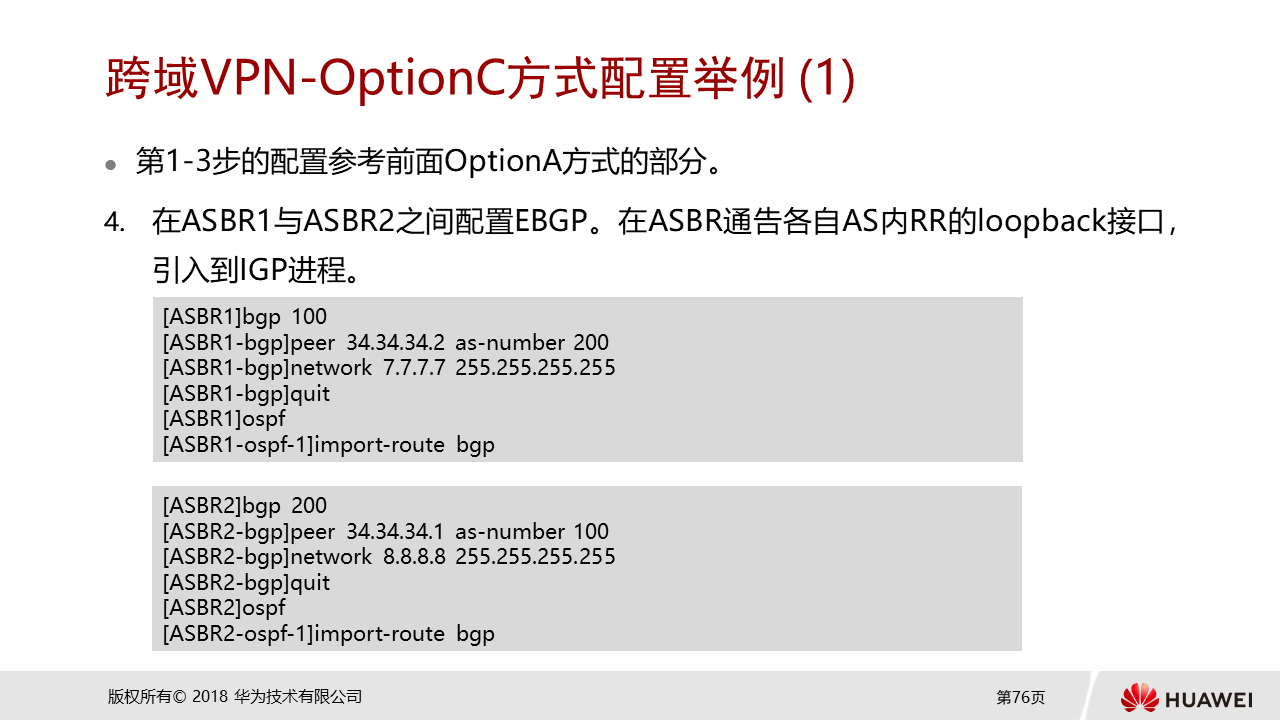 跨域VPN-OptionC方式配置举例 (1)
● 第1-3步的配置参考前面OptionA方式的部分。
4. 在ASBR1与ASBR2之间配置EBGP。在ASBR通告各自AS内RR的loopback接口，
引入到IGP进程。
[ASBR1]bgp 100
[ASBR1-bgp]peer 34.34.34.2 as-number 200
[ASBR1-bgp]network 7.7.7.7 255.255.255.255
[ASBR1-bgp]quit
[ASBR1]ospf
[ASBR1-ospf-1]import-route bgp
[ASBR2]bgp 200
[ASBR2-bgp]peer 34.34.34.1 as-number 100
[ASBR2-bgp]network 8.8.8.8 255.255.255.255
[ASBR2-bgp]quit
[ASBR2]ospf
[ASBR2-ospf-1]import-route bgp
版权所有© 2018 华为技术有限公司
第76页
HUAWEI